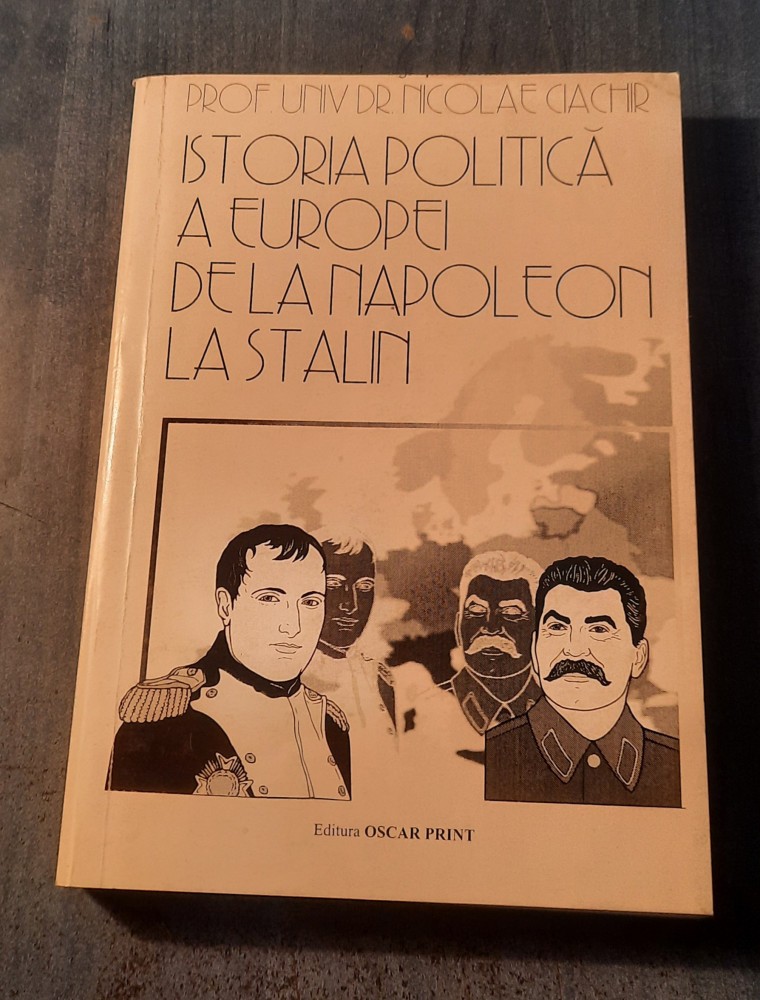 PROF. UNIV DR. NICOLAE CIACHIR
ISTORIA POLITICĂ
A EUROPEI
DE LA NAPOLEON
LA STALIN
Editura OSCAR PRINT